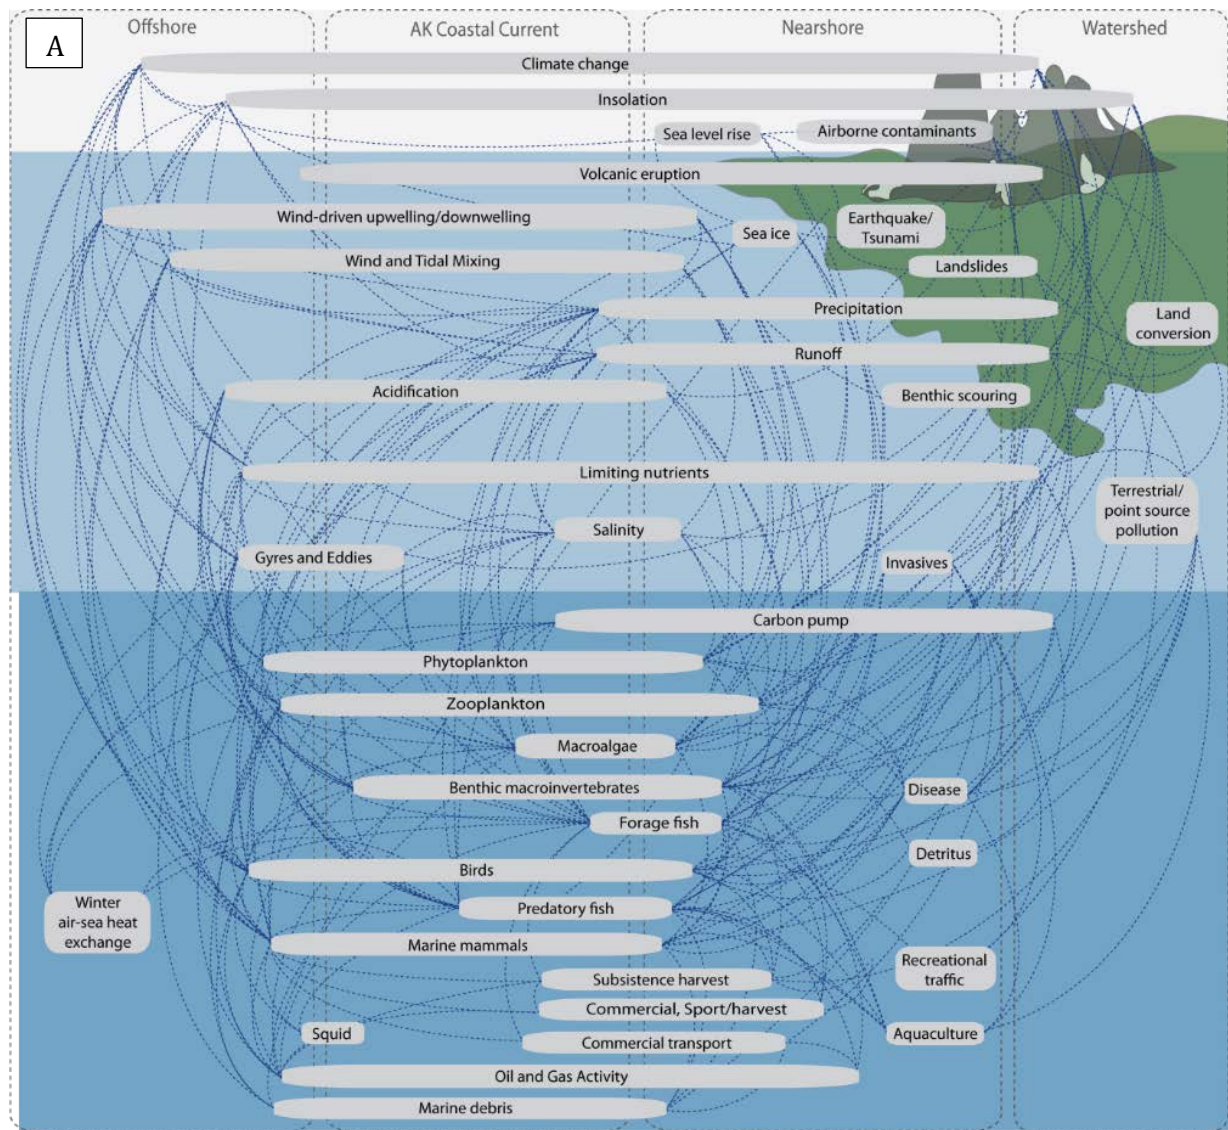 A
Offshore
AK Coastal Current
Nearshore
Watershed
Climate change
Insolation
Sea level rise
Airborne contaminants
Volcanic eruption
Wind-driven upwelling/downwelling
Sea ice
Earthquake/
Tsunami
Wind and Tidal Mixing
Landslides
Precipitation
Land
conversion
Runoff
Acidification
Benthic scouring
Limiting nutrients
Terrestrial/
point source
pollution
Salinity
Gyres and Eddies
Invasives
Carbon pump
Phytoplankton
Zooplankton
Macroalgae
Benthic macroinvertebrates
Disease
Forage fish
Detritus
Birds
Winter
air-sea heat
exchange
Predatory fish
Marine mammals
Recreational
traffic
Subsistence harvest
Commercial, Sport/harvest
Squid
Aquaculture
Commercial transport
Oil and Gas Activity
Marine debris